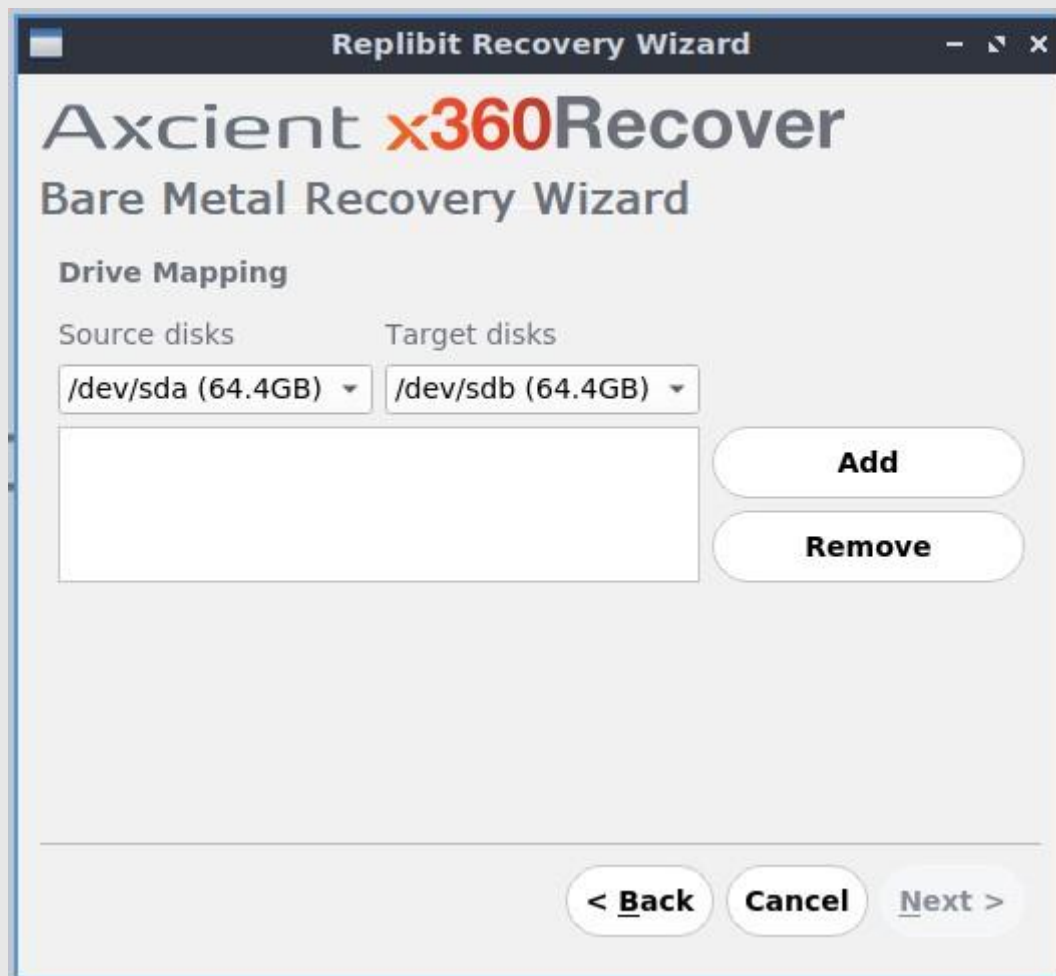 Replibit Recovery Wizard
Axcient x360Recover
Bare Metal Recovery Wizard
Drive Mapping
Source disks Target disks
/dev/sda (64.4GB) /dev/sdb (64.4GB)
Add
Remove
< Back Cancel Next >